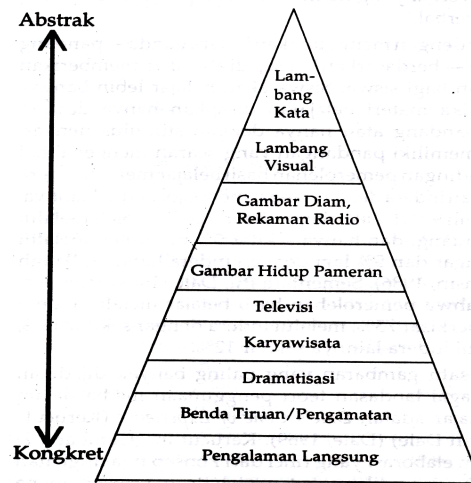 Abstrak
Lam-
bang
Kata
Lambang
Visual
Gambar Diam,
Rekaman Radio
Gambar Hidup Pameran
Televisi
Karyawisata
Dramatisasi
Benda Tiruan/Pengamatan
Pengalaman Langsung
Kongkret